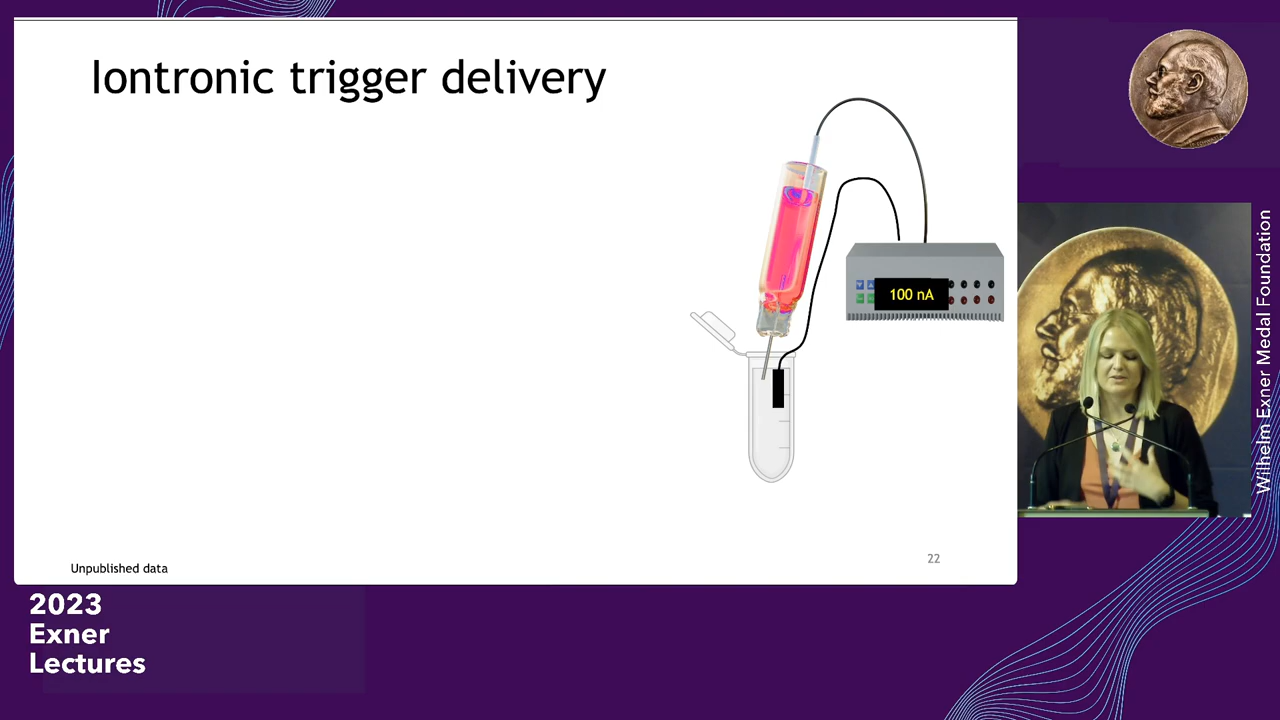 Iontronic trigger delivery
100 nA
Unpublished data
22
2023
Exner
Lectures
Wilhelm Exner Medal Foundation